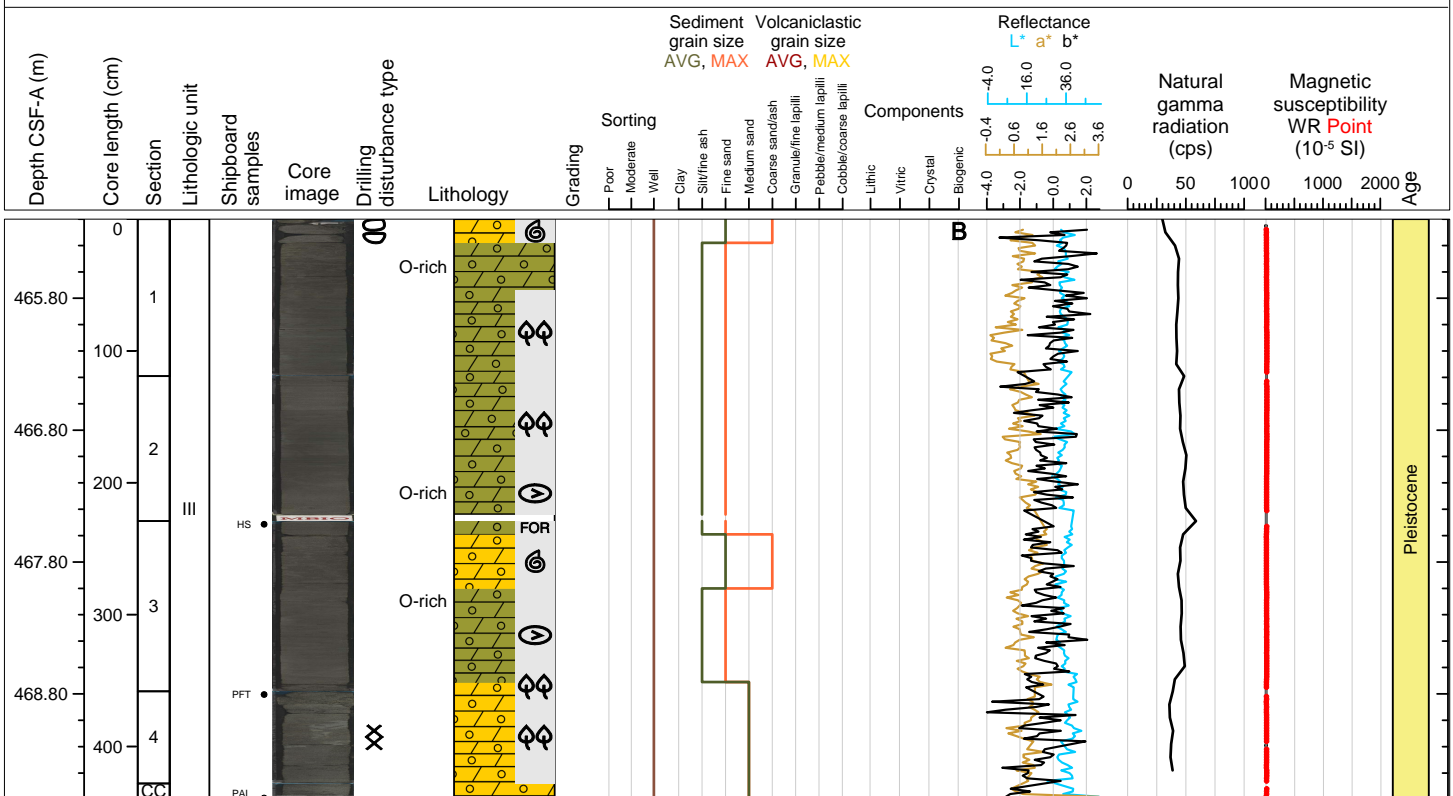 Depth CSF-A (m)
Core length (cm)
Section
Lithologic unit
Shipboard
samples
Core
image
Drilling
disturbance type
Lithology
Grading
Sorting
Poor
Moderate
Well
Sediment
grain size
AVG, MAX
Volcaniclastic
grain size
AVG, MAX
Clay
Silt/fine ash
Fine sand
Medium sand
Coarse sand/ash
Granule/fine lapilli
Pebble/medium lapilli
Cobble/coarse lapilli
Components
Lithic
Vitric
Crystal
Biogenic
Reflectance
L* a* b*
-4.0 16.0 36.0
-0.4 0.6 1.6 2.6 3.6
-4.0 -2.0 0.0 2.0
Natural
gamma
radiation
(cps)
0 50 100
Magnetic
susceptibility
WR Point
(10-5 SI)
0 1000 2000
Age
0
B
O-rich
465.80
1
100
466.80
2
200
O-rich
III
MBIO
HS
FOR
Pleistocene
467.80
O-rich
3
300
468.80
PFT
4
400
CC
PAL